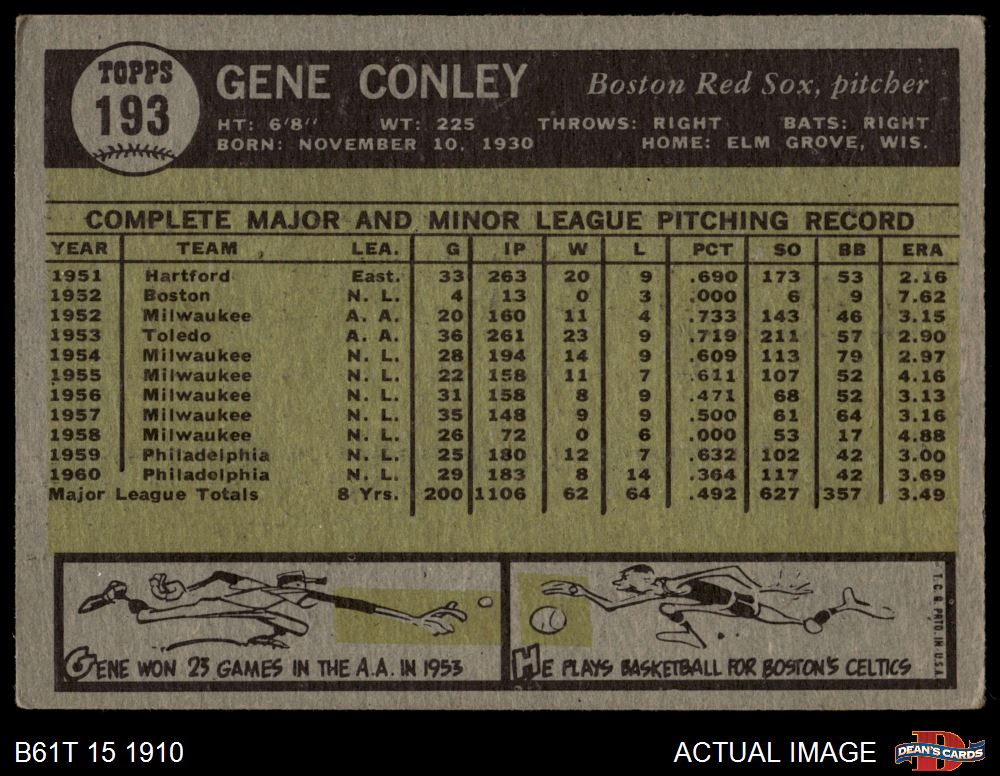 TOPPS
193
GENE CONLEY
Boston Red Sox, pitcher
HT: 6'8" WT: 225 THROWS: RIGHT BATS: RIGHT
BORN: NOVEMBER 10, 1930 HOME: ELM GROVE, WIS.
COMPLETE MAJOR AND MINOR LEAGUE PITCHING RECORD
YEAR TEAM LEA. G IP W L PCT SO BB ERA
1951 Hartford East. 33 263 20 9 .690 173 53 2.16
1952 Boston N. L. 4 13 0 3 .000 6 9 7.62
1952 Milwaukee A. A. 20 160 11 4 .733 143 46 3.15
1953 Toledo A. A. 36 261 23 9 .719 211 57 2.90
1954 Milwaukee N. L. 28 194 14 9 .609 113 79 2.97
1955 Milwaukee N. L. 22 158 11 7 .611 107 52 4.16
1956 Milwaukee N. L. 31 158 8 9 .471 68 52 3.13
1957 Milwaukee N. L. 35 148 9 9 .500 61 64 3.16
1958 Milwaukee N. L. 26 72 0 6 .000 53 17 4.88
1959 Philadelphia N. L. 25 180 12 7 .632 102 42 3.00
1960 Philadelphia N. L. 29 183 8 14 .364 117 42 3.69
Major League Totals 8 Yrs. 200 1106 62 64 .492 627 357 3.49
GENE WON 23 GAMES IN THE A.A. IN 1953
HE PLAYS BASKETBALL FOR BOSTON'S CELTICS
T. C. G. PRTD. IN U.S.A.
B61T 15 1910
ACTUAL IMAGE
DEAN'S CARDS